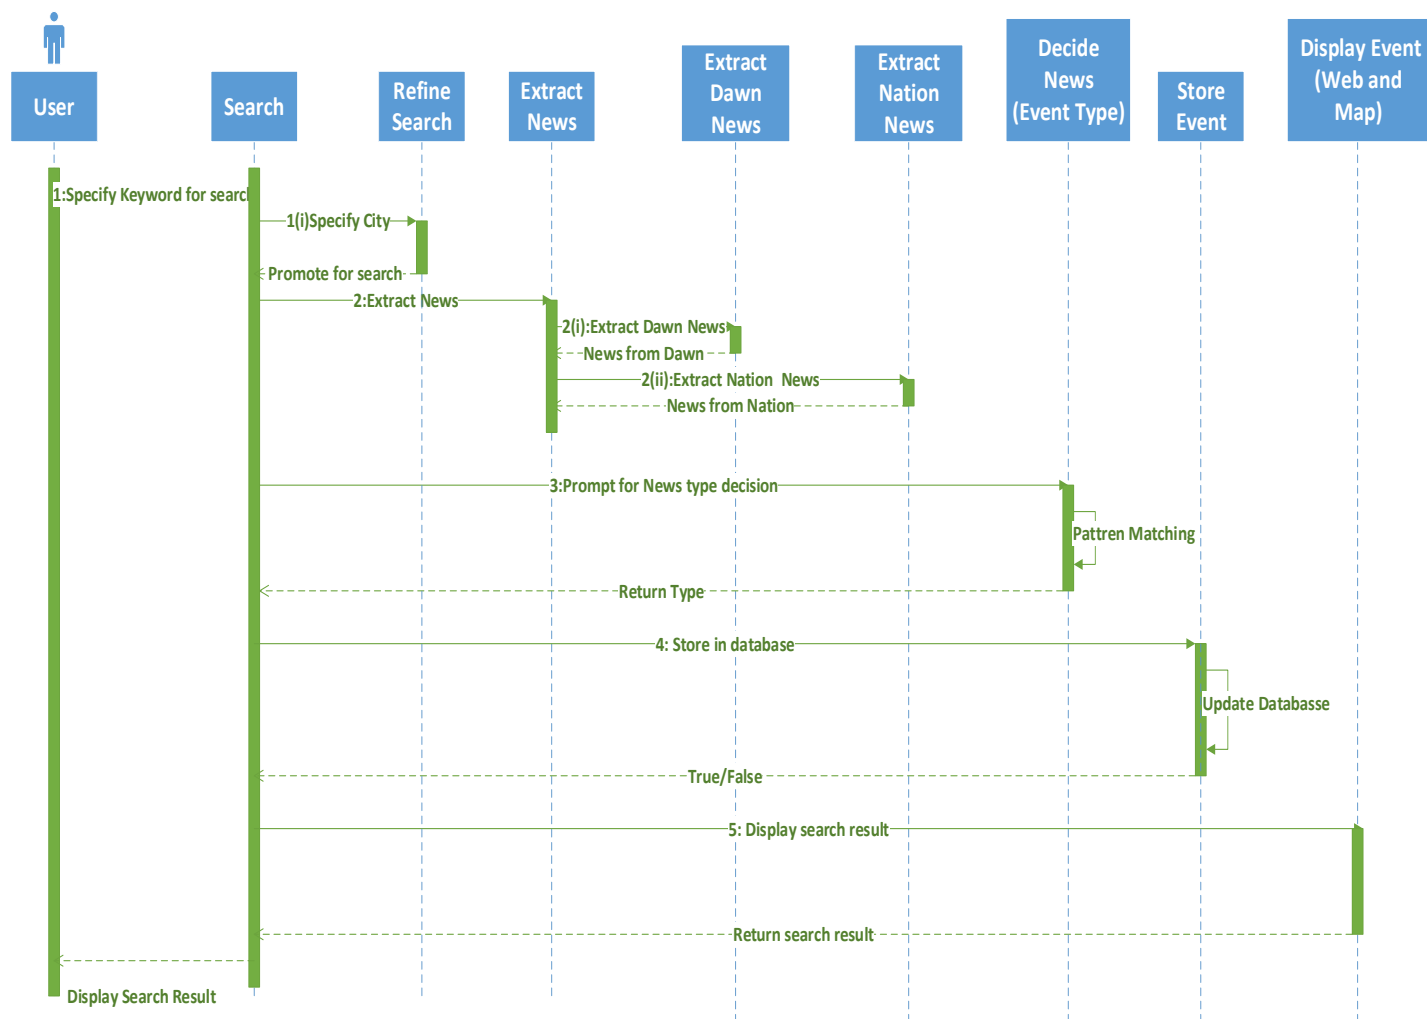 User
Search
Refine
Search
Extract
News
Extract
Dawn
News
Extract
Nation
News
Decide
News
(Event Type)
Store
Event
Display Event
(Web and
Map)
1:Specify Keyword for search
1(i)Specify City
Promote for search
2:Extract News
2(i):Extract Dawn News
News from Dawn
2(ii):Extract Nation News
News from Nation
3:Prompt for News type decision
Pattren Matching
Return Type
4: Store in database
Update Databasse
True/False
5: Display search result
Return search result
Display Search Result